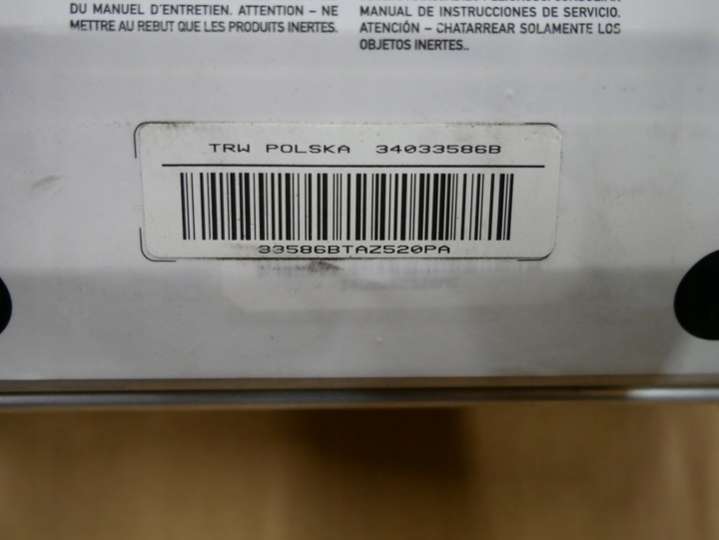 DU MANUEL D'ENTRETIEN. ATTENTION – NE
METTRE AU REBUT QUE LES PRODUITS INERTES.
MANUAL DE INSTRUCCIONES DE SERVICIO.
ATENCIÓN – CHATARREAR SOLAMENTE LOS
OBJETOS INERTES..
TRW POLSKA 34033586B
33586BTAZ520PA